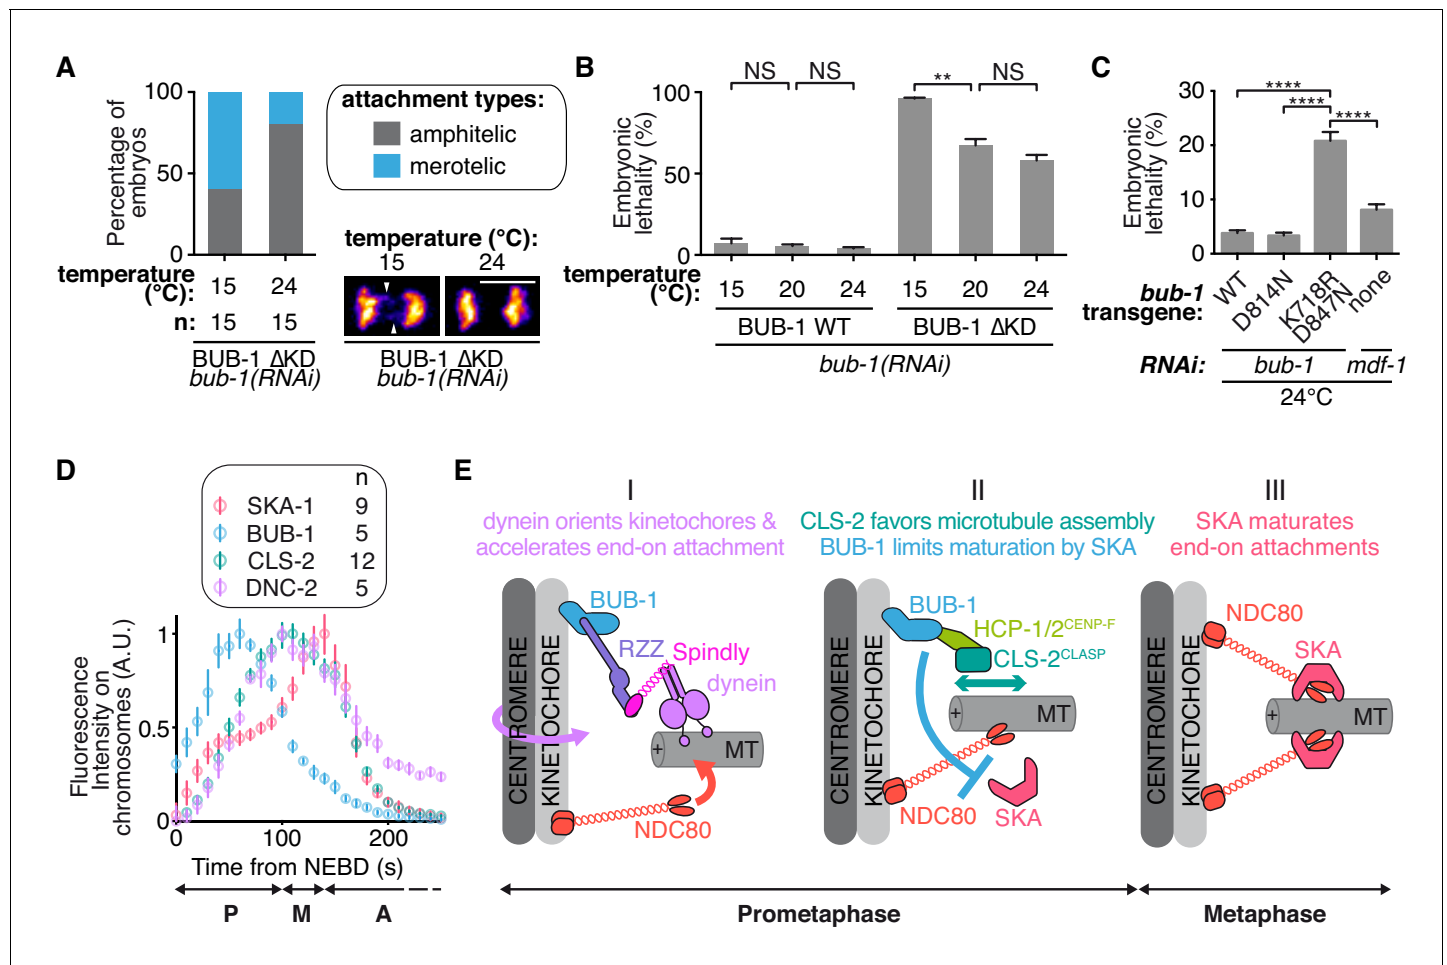 A
Percentage of
embryos
100
50
0
attachment types:
amphitelic
merotelic
temperature
(°C):
15
24
n:
15
15
BUB-1 ΔKD
bub-1(RNAi)
temperature (°C):
15
24
BUB-1 ΔKD
bub-1(RNAi)
B
Embryonic
lethality (%)
100
50
0
NS
NS
**
NS
temperature
(°C):
15
20
24
15
20
24
BUB-1 WT
BUB-1 ΔKD
bub-1(RNAi)
C
Embryonic
lethality (%)
30
20
10
0
****
****
****
bub-1
transgene:
WT
D814N
K718R
D847N
none
RNAi:
bub-1
mdf-1
24°C
D
n
SKA-1 9
BUB-1 5
CLS-2 12
DNC-2 5
Fluorescence
Intensity on
chromosomes (A.U.)
1
0.5
0
0
100
200
Time from NEBD (s)
P
M
A
E
I
dynein orients kinetochores &
accelerates end-on attachment
CENTROMERE
KINETOCHORE
BUB-1
RZZ
Spindly
dynein
+
MT
NDC80
II
CLS-2 favors microtubule assembly
BUB-1 limits maturation by SKA
CENTROMERE
KINETOCHORE
BUB-1
HCP-1/2CENP-F
CLS-2CLASP
+
MT
NDC80
SKA
III
SKA maturates
end-on attachments
CENTROMERE
KINETOCHORE
NDC80
SKA
+
MT
Prometaphase
Metaphase